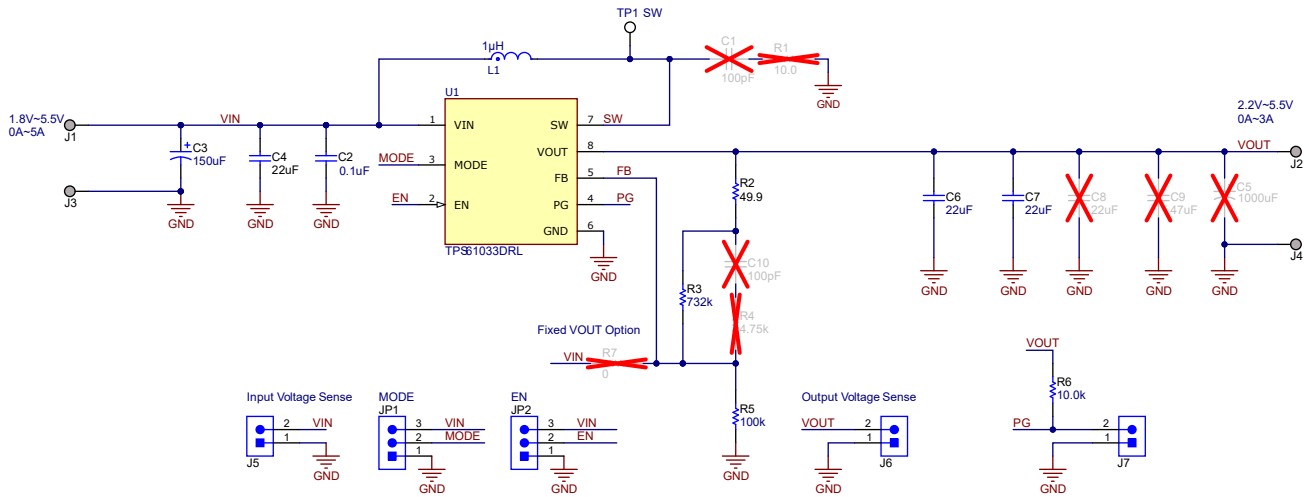 TP1 SW
1µH
L1
C1
100pF
R1
10.0
GND
U1
1.8V~5.5V
0A~5A
J1
VIN
C3
150uF
C4
22uF
C2
0.1uF
J3
GND
GND
GND
MODE
EN
1
3
2
VIN
MODE
EN
SW
VOUT
FB
PG
GND
7
8
5
4
6
SW
FB
PG
TPS61033DRL
GND
2.2V~5.5V
0A~3A
VOUT
J2
R2
49.9
C10
100pF
R3
732k
R4
4.75k
C6
22uF
C7
22uF
C8
22uF
C9
47uF
C5
1000uF
J4
GND
GND
GND
GND
GND
Fixed VOUT Option
VIN
R7
0
R5
100k
GND
Input Voltage Sense
2
1
VIN
J5
GND
MODE
JP1
3
2
1
VIN
MODE
GND
EN
JP2
3
2
1
VIN
EN
GND
Output Voltage Sense
VOUT
2
1
J6
GND
VOUT
R6
10.0k
PG
2
1
J7
GND